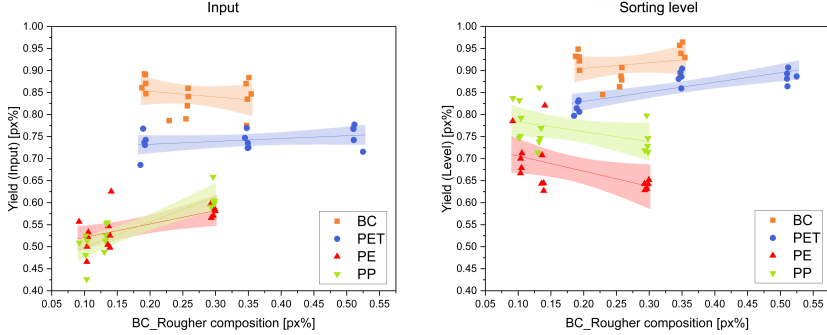 Input
Yield (Input) [px%]
1.00
0.95
0.90
0.85
0.80
0.75
0.70
0.65
0.60
0.55
0.50
0.45
0.40
BC
PET
PE
PP
0.05 0.10 0.15 0.20 0.25 0.30 0.35 0.40 0.45 0.50 0.55
BC_Rougher composition [px%]
Sorting level
Yield (Level) [px%]
1.00
0.95
0.90
0.85
0.80
0.75
0.70
0.65
0.60
0.55
0.50
0.45
0.40
BC
PET
PE
PP
0.05 0.10 0.15 0.20 0.25 0.30 0.35 0.40 0.45 0.50 0.55
BC_Rougher composition [px%]